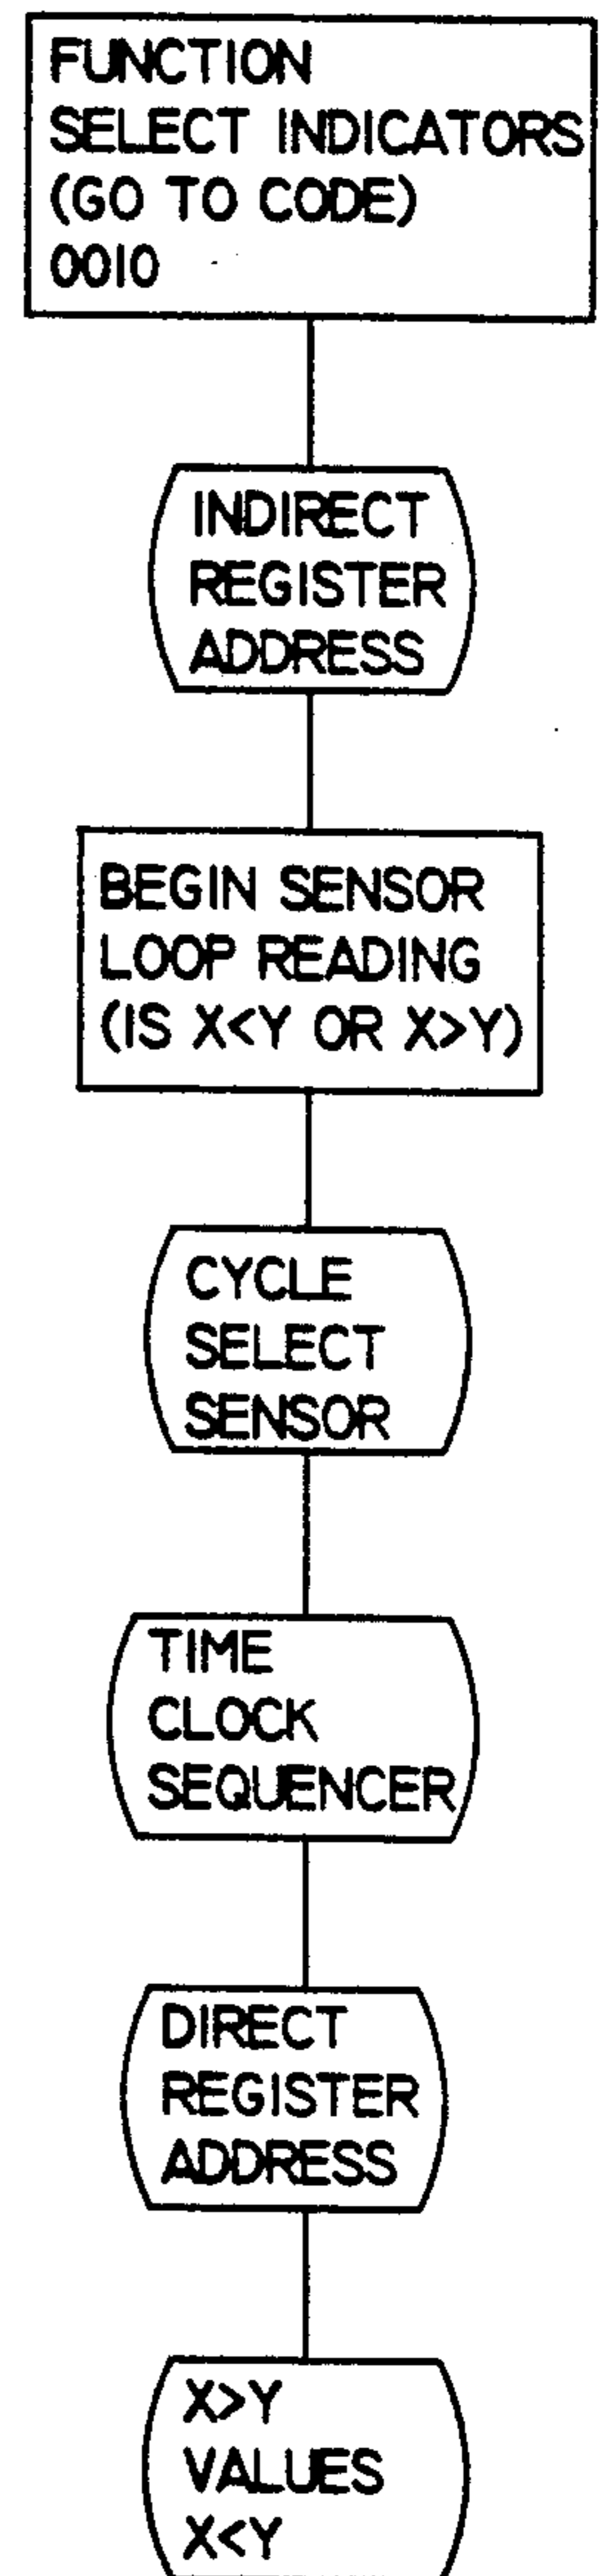 FUNCTION
SELECT INDICATORS
(GO TO CODE)
0010
INDIRECT
REGISTER
ADDRESS
BEGIN SENSOR
LOOP READING
(IS X<Y OR X>Y)
CYCLE
SELECT
SENSOR
TIME
CLOCK
SEQUENCER
DIRECT
REGISTER
ADDRESS
X>Y
VALUES
X<Y